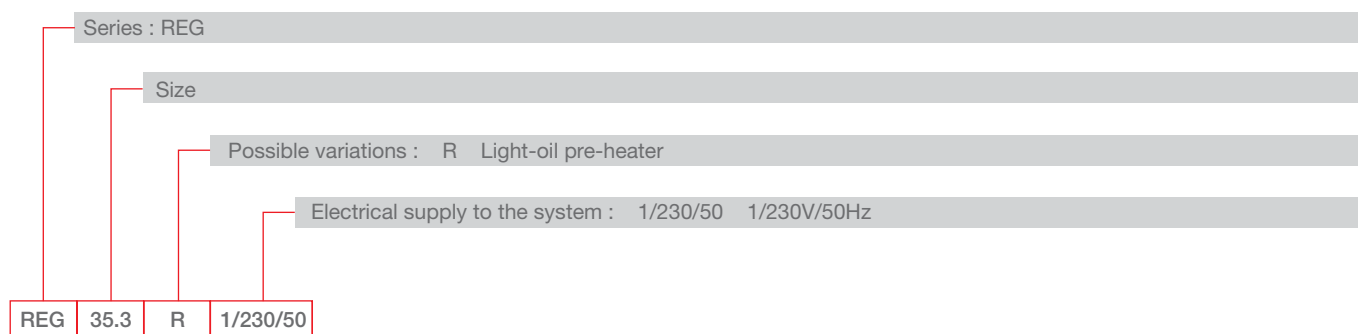 Series : REG
Size
Possible variations : R Light-oil pre-heater
Electrical supply to the system : 1/230/50 1/230V/50Hz
REG 35.3 R 1/230/50